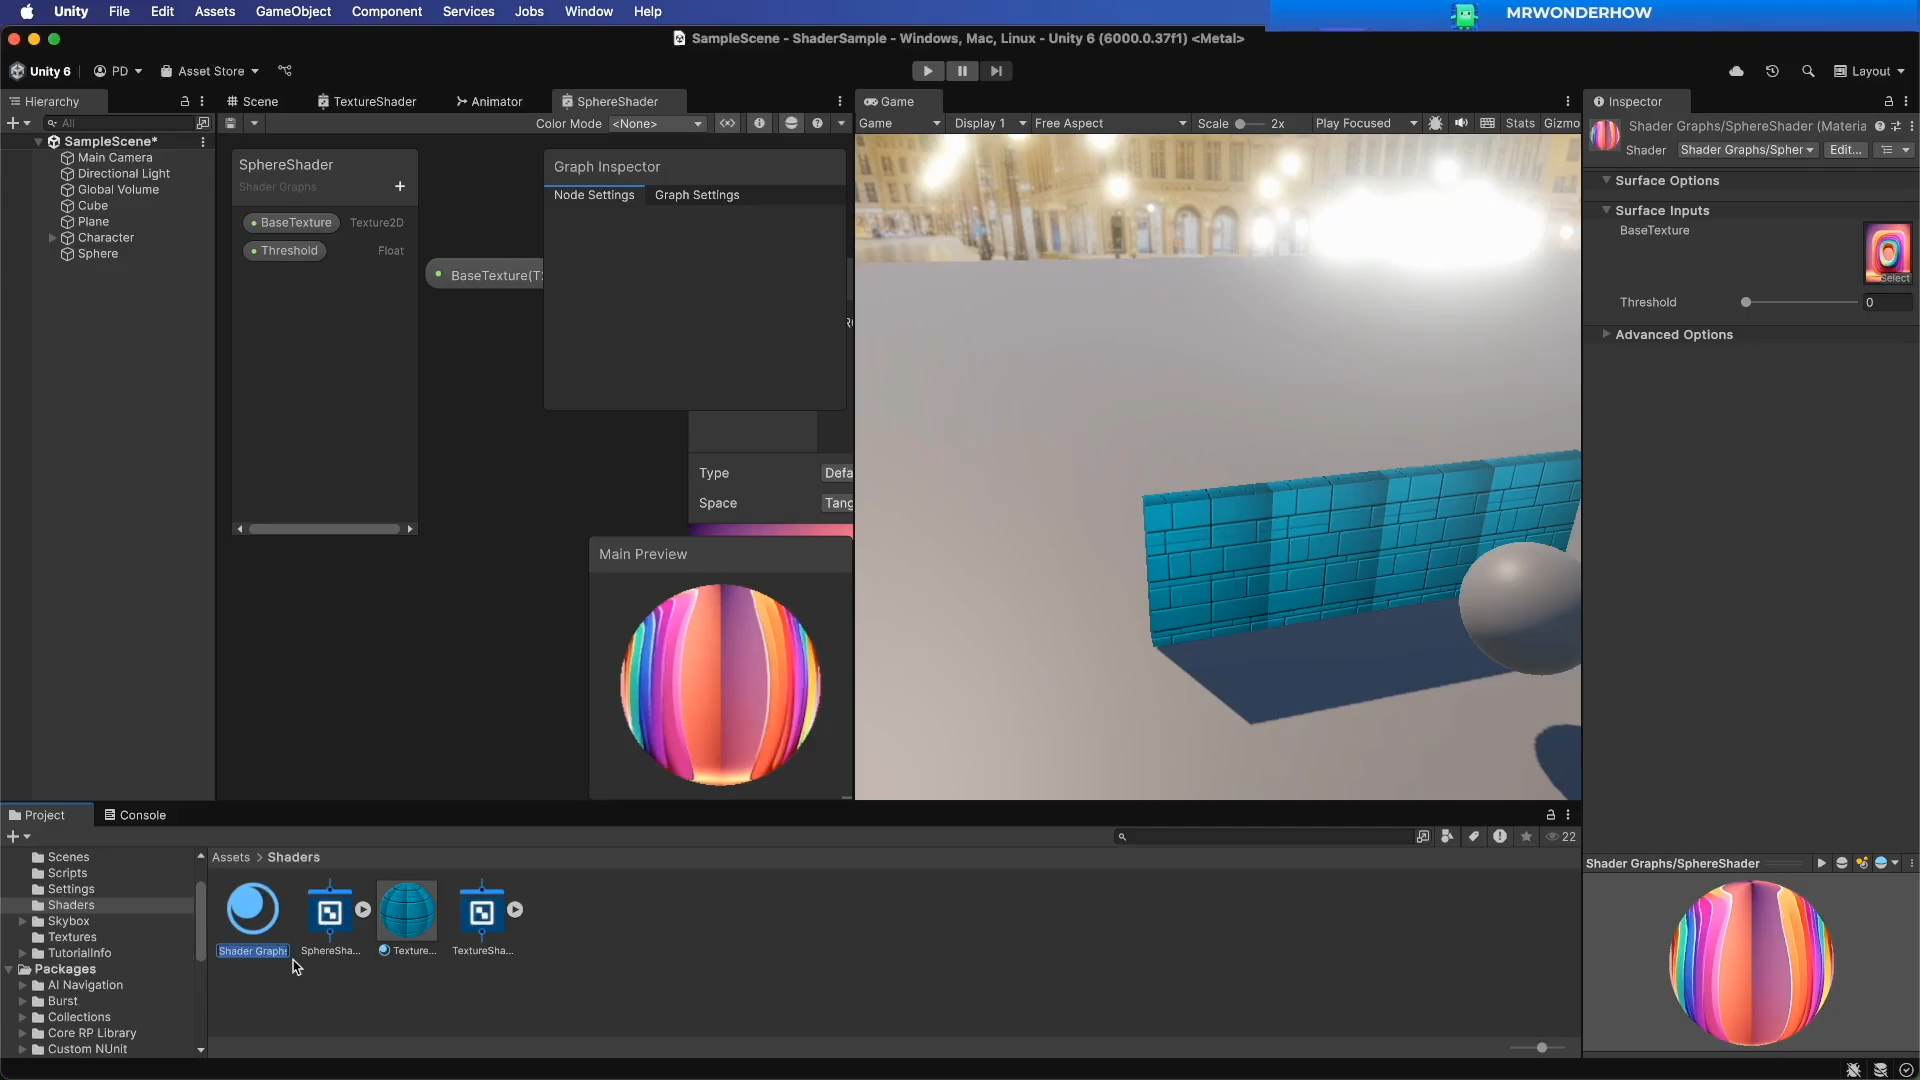 Unity File Edit Assets GameObject Component Services Jobs Window Help
MRWONDERHOW
SampleScene - ShaderSample - Windows, Mac, Linux - Unity 6 (6000.0.37f1) <Metal>
Unity 6 PD Asset Store Layout
Hierarchy
All
SampleScene*
Main Camera
Directional Light
Global Volume
Cube
Plane
Character
Sphere
Scene TextureShader Animator SphereShader
Color Mode <None>
SphereShader
Shader Graphs
BaseTexture Texture2D
Threshold Float
BaseTexture(T
Graph Inspector
Node Settings Graph Settings
Type Defa
Space Tang
Main Preview
Game
Game Display 1 Free Aspect Scale 2x Play Focused Stats Gizmo
Inspector
Shader Graphs/SphereShader (Materia
Shader Shader Graphs/Spher Edit...
Surface Options
Surface Inputs
BaseTexture
Select
Threshold 0
Advanced Options
Project Console
22
Scenes
Scripts
Settings
Shaders
Skybox
Textures
TutorialInfo
Packages
AI Navigation
Burst
Collections
Core RP Library
Custom NUnit
Assets > Shaders
Shader Graphs SphereSha... Texture... TextureSha...
Shader Graphs/SphereShader